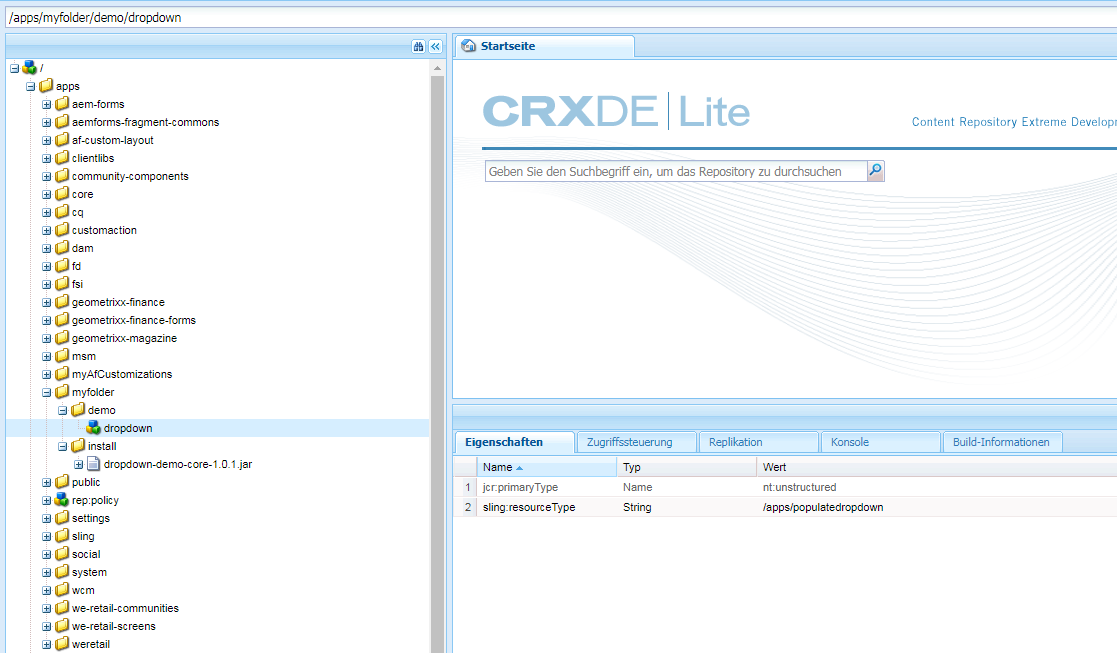 /apps/myfolder/demo/dropdown
/
apps
aem-forms
aemforms-fragment-commons
af-custom-layout
clientlibs
community-components
core
cq
customaction
dam
fd
fsi
geometrixx-finance
geometrixx-finance-forms
geometrixx-magazine
msm
myAfCustomizations
myfolder
demo
dropdown
install
dropdown-demo-core-1.0.1.jar
public
rep:policy
settings
sling
social
system
wcm
we-retail-communities
we-retail-screens
weretail
Startseite
CRXDE Lite
Content Repository Extreme Developm
Geben Sie den Suchbegriff ein, um das Repository zu durchsuchen
Eigenschaften Zugriffssteuerung Replikation Konsole Build-Informationen
Name Typ Wert
1 jcr:primaryType Name nt:unstructured
2 sling:resourceType String /apps/populatedropdown